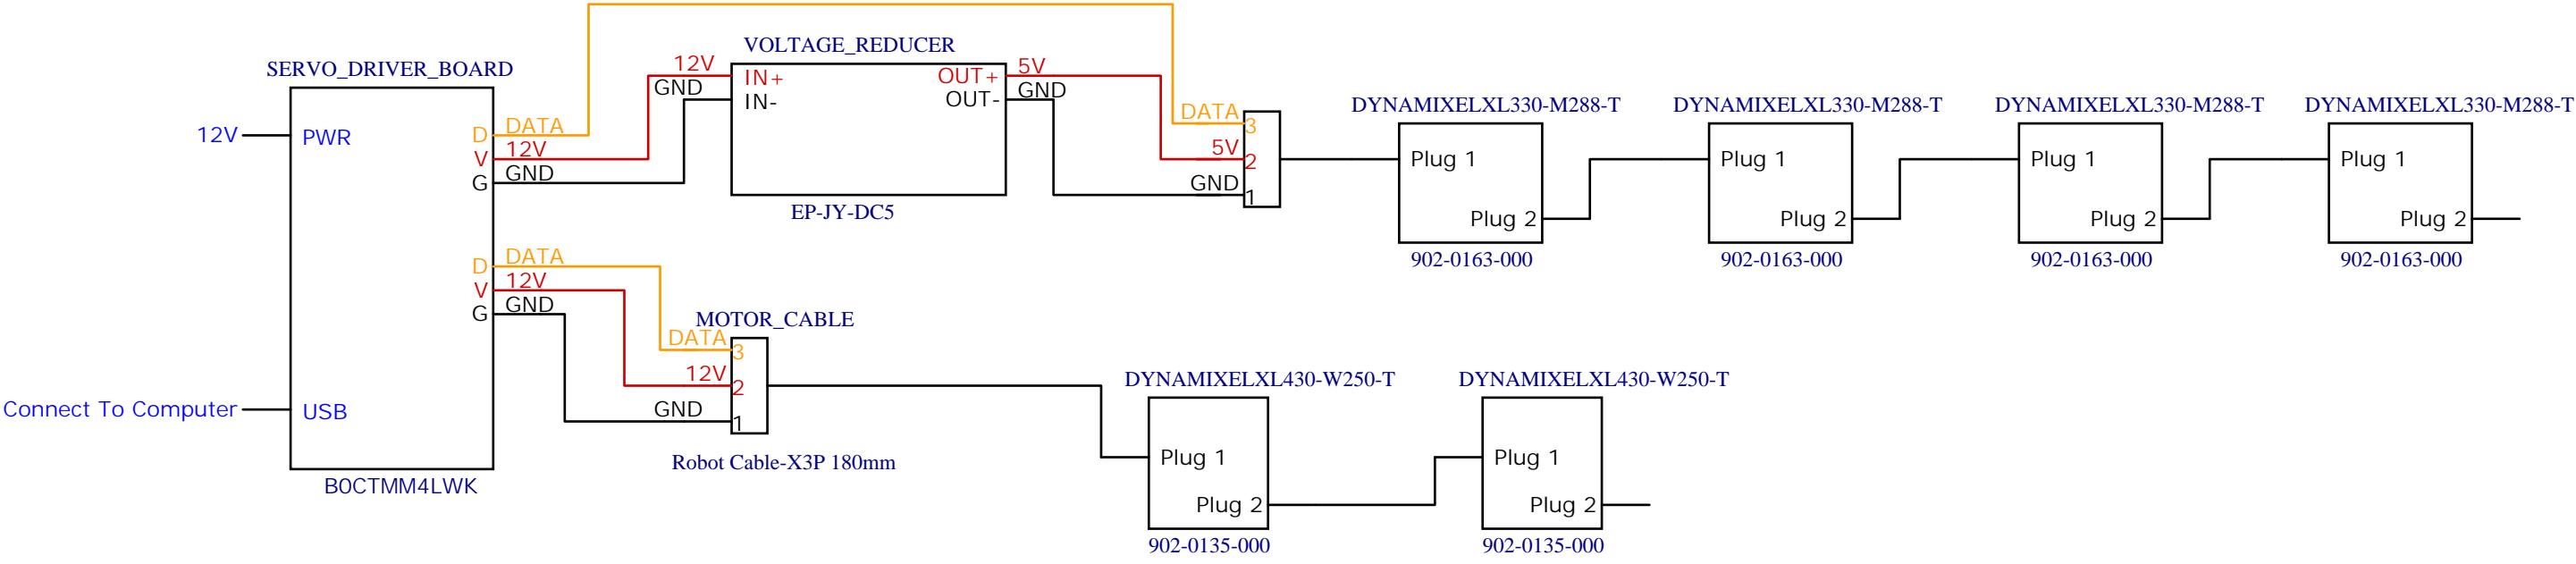 SERVO_DRIVER_BOARD
12V
PWR
D
DATA
V
12V
G
GND
D
DATA
V
12V
G
GND
Connect To Computer
USB
B0CTMM4LWK
VOLTAGE_REDUCER
12V
GND
IN+
IN-
OUT+
OUT-
5V
GND
EP-JY-DC5
DATA
3
5V
2
GND
1
DYNAMIXELXL330-M288-T
Plug 1
Plug 2
902-0163-000
DYNAMIXELXL330-M288-T
Plug 1
Plug 2
902-0163-000
DYNAMIXELXL330-M288-T
Plug 1
Plug 2
902-0163-000
DYNAMIXELXL330-M288-T
Plug 1
Plug 2
902-0163-000
MOTOR_CABLE
DATA
3
12V
2
GND
1
Robot Cable-X3P 180mm
DYNAMIXELXL430-W250-T
Plug 1
Plug 2
902-0135-000
DYNAMIXELXL430-W250-T
Plug 1
Plug 2
902-0135-000